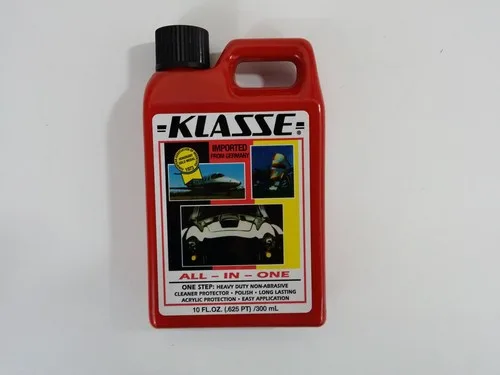 KLASSE®
IMPORTED
FROM GERMANY
1973
ALL – IN – ONE
ONE STEP: HEAVY DUTY NON-ABRASIVE
CLEANER PROTECTOR • POLISH • LONG LASTING
ACRYLIC PROTECTION • EASY APPLICATION
10 FL.OZ. (.625 PT) /300 mL